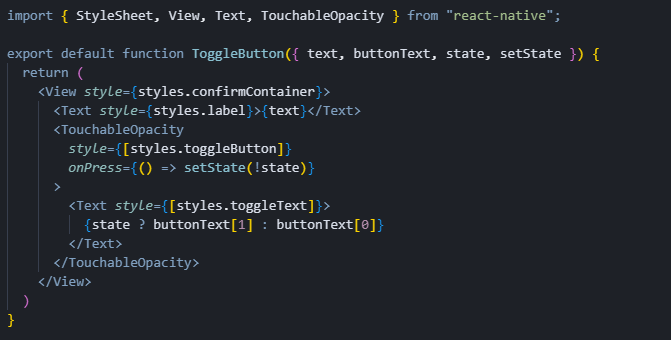 import { StyleSheet, View, Text, TouchableOpacity } from "react-native";

export default function ToggleButton({ text, buttonText, state, setState }) {
  return (
    <View style={styles.confirmContainer}>
      <Text style={styles.label}>{text}</Text>
      <TouchableOpacity
        style={[styles.toggleButton]}
        onPress={() => setState(!state)}
      >
        <Text style={[styles.toggleText]}>
          {state ? buttonText[1] : buttonText[0]}
        </Text>
      </TouchableOpacity>
    </View>
  )
}